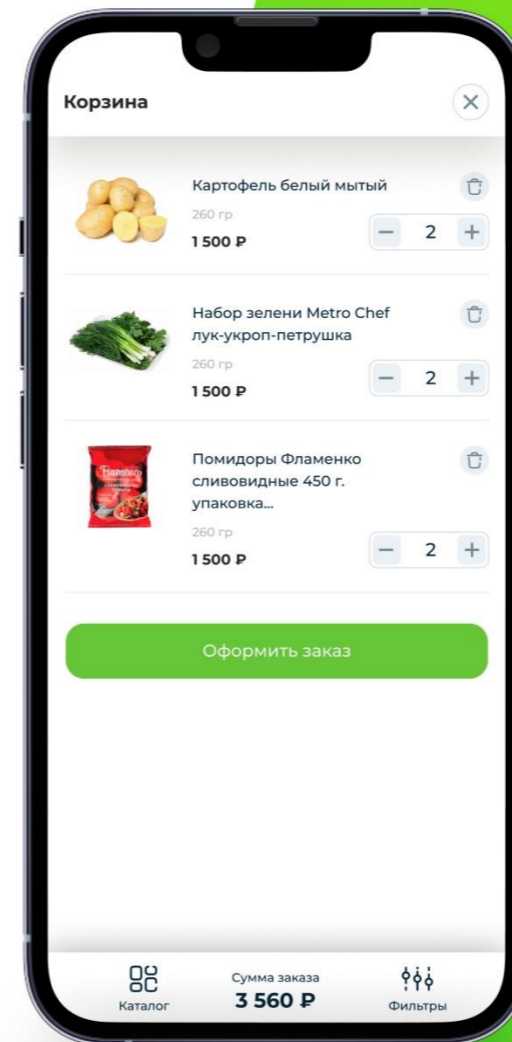 Корзина
Картофель белый мытый
260 гр
1 500 ₽
2
Набор зелени Metro Chef
лук-укроп-петрушка
260 гр
1 500 ₽
2
Flamenco
Помидоры Фламенко
сливовидные 450 г.
упаковка...
260 гр
1 500 ₽
2
Оформить заказ
Каталог
Сумма заказа
3 560 ₽
Фильтры